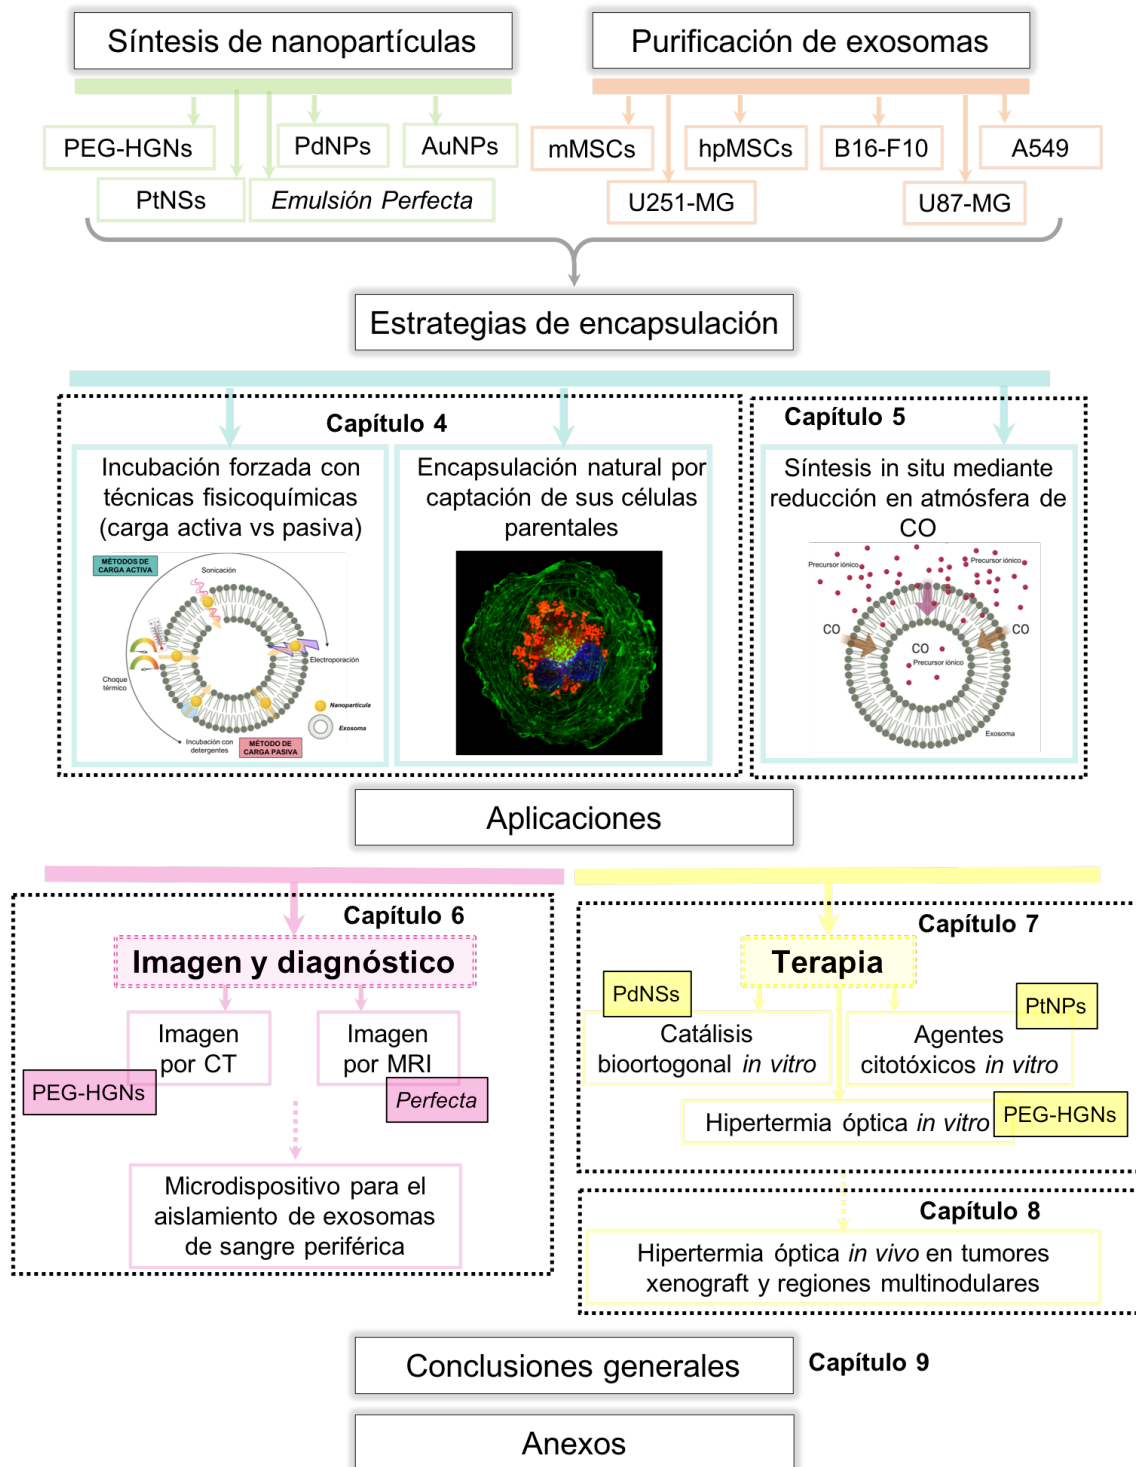 Síntesis de nanopartículas
Purificación de exosomas
PEG-HGNs
PdNPs
AuNPs
PtNSs
Emulsión Perfecta
mMSCs
hpMSCs
B16-F10
A549
U251-MG
U87-MG
Estrategias de encapsulación
Capítulo 4
Incubación forzada con
técnicas fisicoquímicas
(carga activa vs pasiva)
MÉTODOS DE
CARGA ACTIVA
Sonicación
Electroporación
Choque
térmico
Nanopartícula
Exosoma
Incubación con
detergentes
MÉTODO DE
CARGA PASIVA
Encapsulación natural por
captación de sus células
parentales
Capítulo 5
Síntesis in situ mediante
reducción en atmósfera de
CO
Precursor iónico
Precursor iónico
CO
CO
CO
Precursor iónico
Exosoma
Aplicaciones
Capítulo 6
Imagen y diagnóstico
Imagen
por CT
PEG-HGNs
Imagen
por MRI
Perfecta
Microdispositivo para el
aislamiento de exosomas
de sangre periférica
Capítulo 7
Terapia
PdNSs
Catálisis
bioortogonal in vitro
PtNPs
Agentes
citotóxicos in vitro
Hipertermia óptica in vitro
PEG-HGNs
Capítulo 8
Hipertermia óptica in vivo en tumores
xenograft y regiones multinodulares
Conclusiones generales
Capítulo 9
Anexos